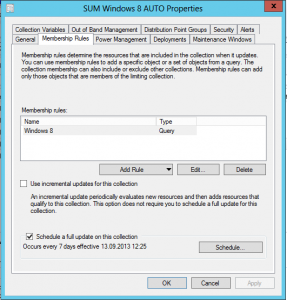 SUM Windows 8 AUTO Properties
Collection Variables Out of Band Management Distribution Point Groups Security Alerts
General Membership Rules Power Management Deployments Maintenance Windows
Membership rules determine the resources that are included in the collection when it updates.
You can use membership rules to add a specific object or a set of objects from a query. The
collection membership can also include or exclude other collections. Membership rules can add
only those objects that are members of the limiting collection.
Membership rules:
Name Type
Windows 8 Query
Add Rule Edit... Delete
Use incremental updates for this collection
An incremental update periodically evaluates new resources and then adds resources that
qualify to this collection. This option does not require you to schedule a full update for this
collection.
Schedule a full update on this collection
Occurs every 7 days effective 13.09.2013 12:25
Schedule...
OK Cancel Apply